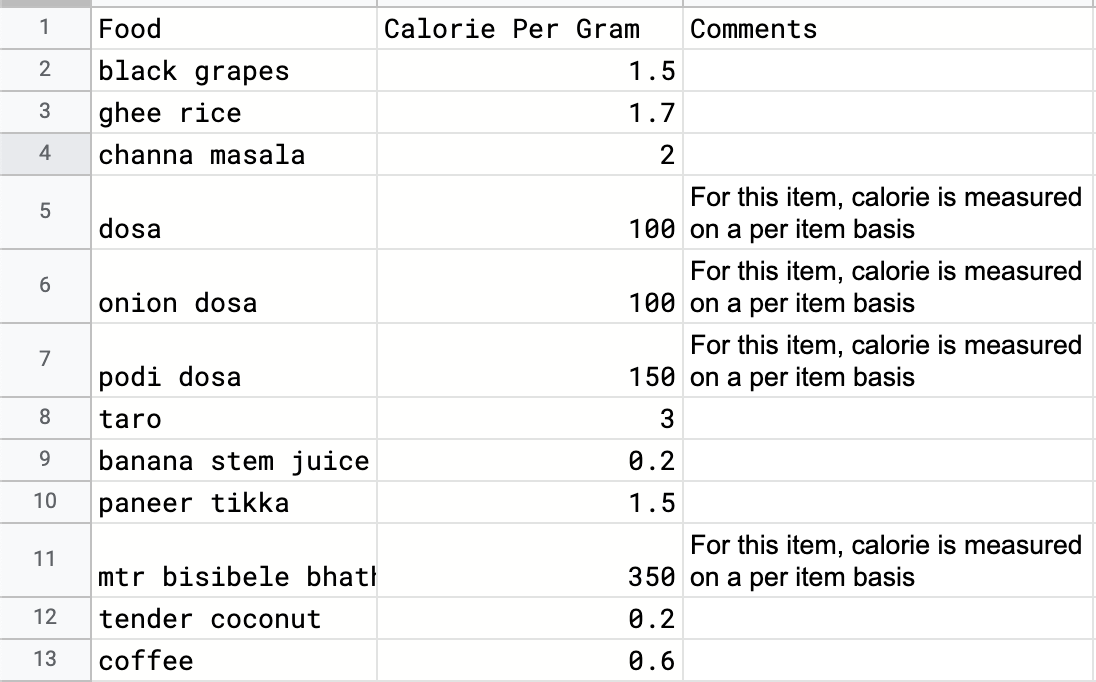 1 Food Calorie Per Gram Comments
2 black grapes 1.5
3 ghee rice 1.7
4 channa masala 2
For this item, calorie is measured
5 dosa 100 on a per item basis
For this item, calorie is measured
6 onion dosa 100 on a per item basis
For this item, calorie is measured
7 podi dosa 150 on a per item basis
8 taro 3
9 banana stem juice 0.2
10 paneer tikka 1.5
For this item, calorie is measured
11 mtr bisibele bhath 350 on a per item basis
12 tender coconut 0.2
13 coffee 0.6